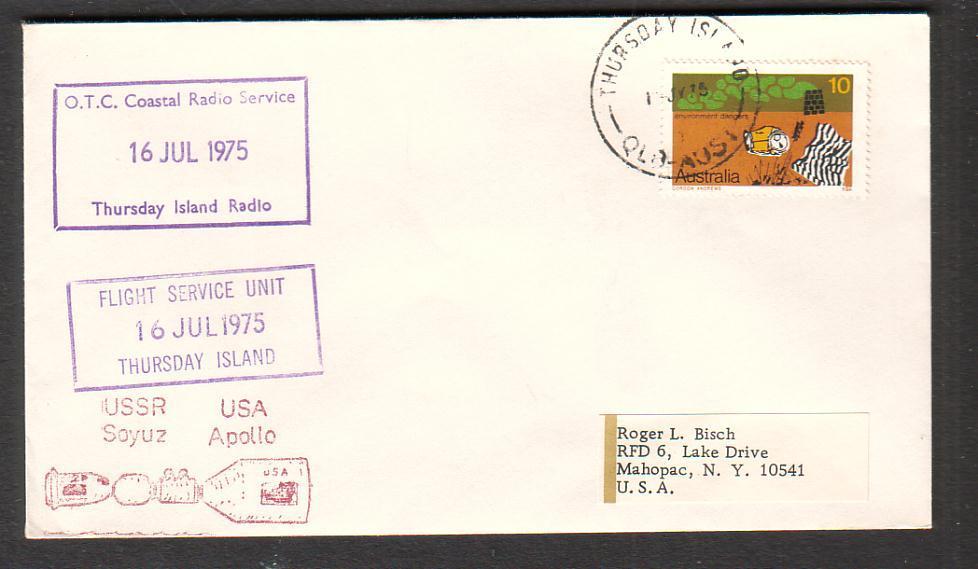 O.T.C. Coastal Radio Service
16 JUL 1975
Thursday Island Radio
THURSDAY ISLAND
QLD-AUST
10
environment dangers
Australia
GORDON ANDREWS
FLIGHT SERVICE UNIT
16 JUL 1975
THURSDAY ISLAND
USSR USA
Soyuz Apollo
USA
Roger L. Bisch
RFD 6, Lake Drive
Mahopac, N. Y. 10541
U. S. A.